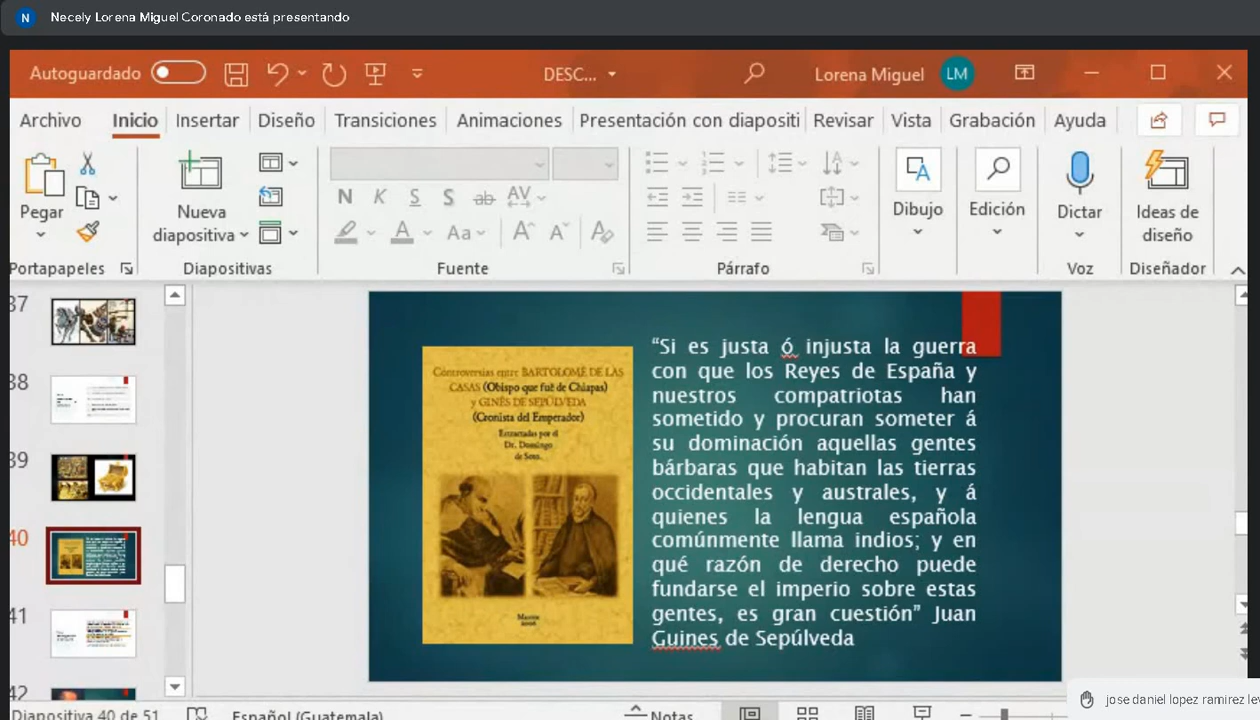 N Necely Lorena Miguel Coronado está presentando
Autoguardado DESC... Lorena Miguel LM
Archivo Inicio Insertar Diseño Transiciones Animaciones Presentación con diapositi Revisar Vista Grabación Ayuda
Pegar
Nueva
diapositiva
N K S S ab AV
A Aa A A A
Dibujo
Edición
Dictar
Ideas de
diseño
Portapapeles Diapositivas Fuente Párrafo Voz Diseñador
37
38
39
40
41
42
Controversias entre BARTOLOMÉ DE LAS
CASAS (Obispo que fué de Chiapas)
y GINÉS DE SEPÚLVEDA
(Cronista del Emperador)
Extractadas por el
Dr. Domingo
de Soto.
“Si es justa ó injusta la guerra
con que los Reyes de España y
nuestros compatriotas han
sometido y procuran someter á
su dominación aquellas gentes
bárbaras que habitan las tierras
occidentales y australes, y á
quienes la lengua española
comúnmente llama indios; y en
qué razón de derecho puede
fundarse el imperio sobre estas
gentes, es gran cuestión” Juan
Guines de Sepúlveda
Diapositiva 40 de 51 Español (Guatemala) Notas
jose daniel lopez ramirez lev